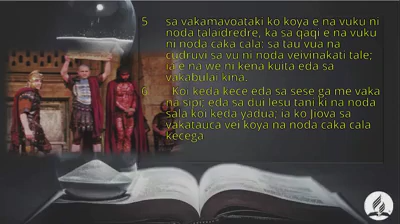 5 sa vakamavoataki ko koya e na vuku ni
noda talaidredre, ka sa qaqi e na vuku
ni noda caka cala; sa tau vua na
cudruvi sa vu ni noda veivinakati tale;
ia e na we ni kena kuita eda sa
vakabulai kina.
6 Koi keda kece eda sa sese ga me vaka
na sipi; eda sa dui lesu tani ki na noda
sala koi keda yadua; ia ko Jiova sa
vakatauca vei koya na noda caka cala
kecega